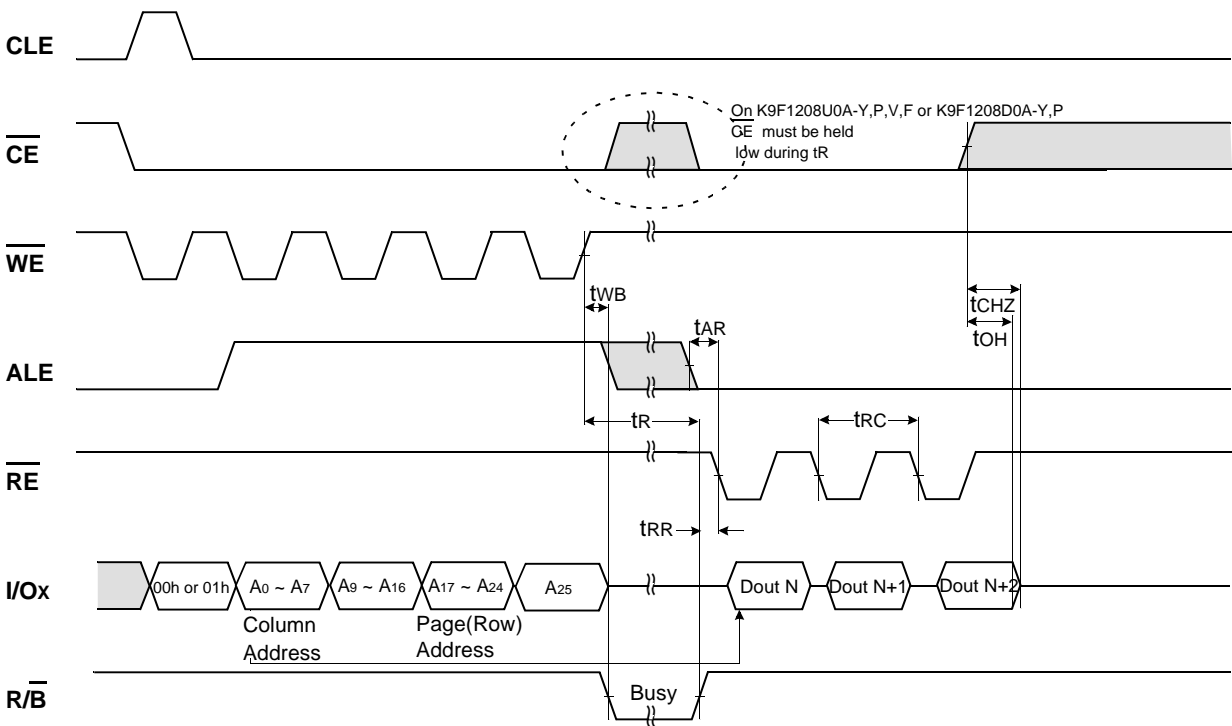 CLE
On K9F1208U0A-Y,P,V,F or K9F1208D0A-Y,P
CE must be held
low during tR
CE
WE
tWB
tCHZ
tOH
tAR
ALE
tR
tRC
RE
tRR
I/Ox
00h or 01h
A0 ~ A7
A9 ~ A16
A17 ~ A24
A25
Dout N
Dout N+1
Dout N+2
Column
Address
Page(Row)
Address
R/B
Busy